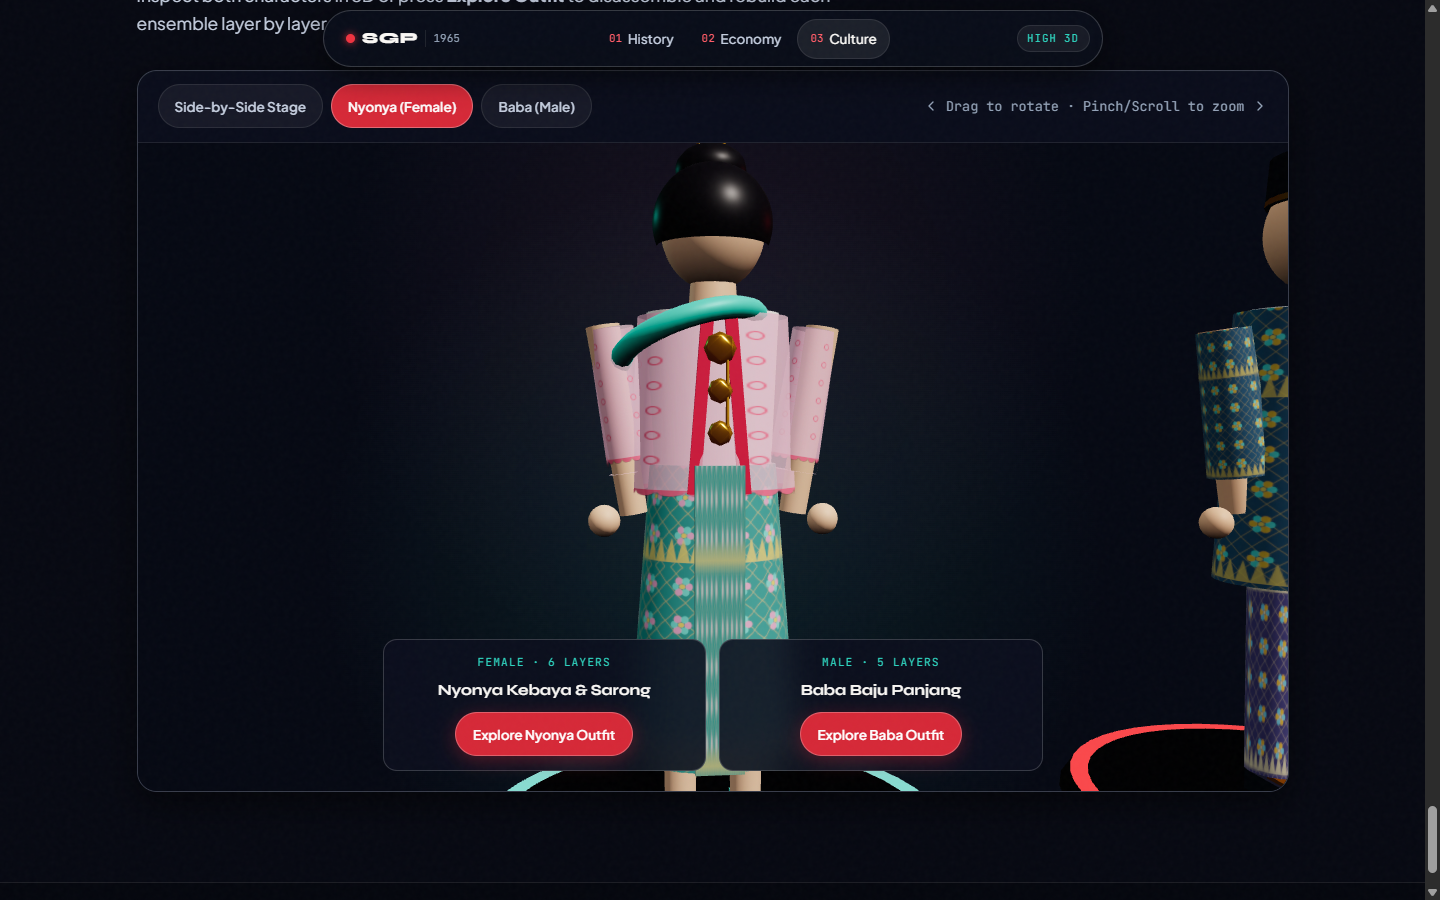 ensemble layer by layer
SGP 1965
01 History
02 Economy
03 Culture
HIGH 3D
Side-by-Side Stage
Nyonya (Female)
Baba (Male)
Drag to rotate · Pinch/Scroll to zoom
FEMALE · 6 LAYERS
Nyonya Kebaya & Sarong
Explore Nyonya Outfit
MALE · 5 LAYERS
Baba Baju Panjang
Explore Baba Outfit